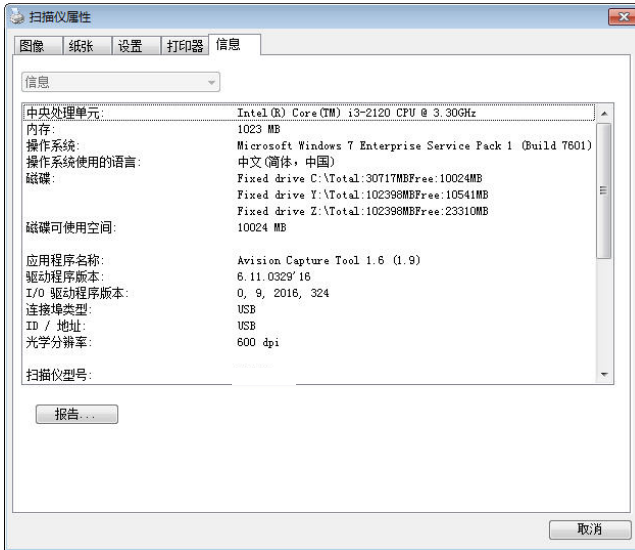 扫描仪属性
图像 纸张 设置 打印器 信息
信息
中央处理单元: Intel(R) Core(TM) i3-2120 CPU @ 3.30GHz
内存: 1023 MB
操作系统: Microsoft Windows 7 Enterprise Service Pack 1 (Build 7601)
操作系统使用的语言: 中文(简体，中国)
磁碟: Fixed drive C:\Total:30717MBFree:10024MB
Fixed drive Y:\Total:102398MBFree:10541MB
Fixed drive Z:\Total:102398MBFree:23310MB
磁碟可使用空间: 10024 MB
应用程序名称: Avision Capture Tool 1.6 (1.9)
驱动程序版本: 6.11.0329'16
I/O 驱动程序版本: 0, 9, 2016, 324
连接埠类型: USB
ID / 地址: USB
光学分辨率: 600 dpi
扫描仪型号:
报告...
取消